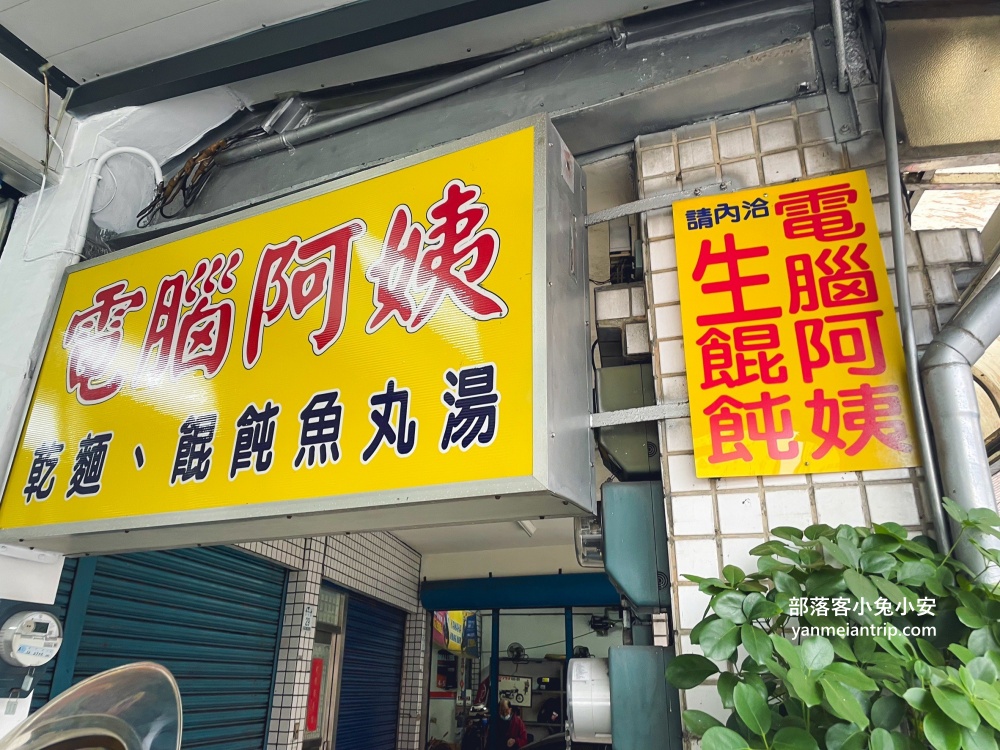 電腦阿姨
乾麵、餛飩魚丸湯
電腦阿姨
生餛飩
請內洽
部落客小兔小安
yanmeiantrip.com